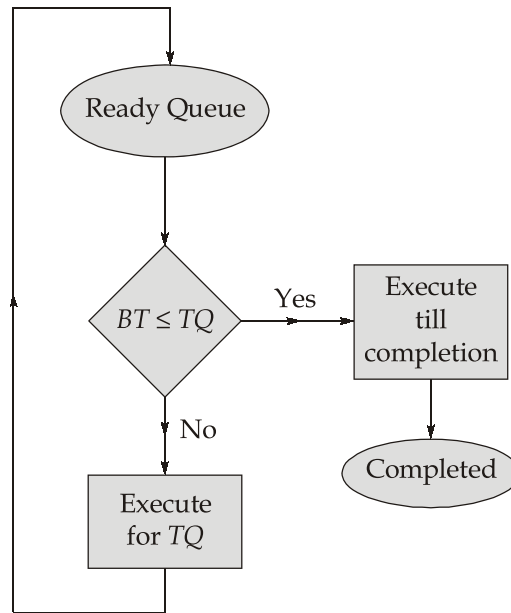 Ready Queue
BT ≤ TQ
Yes
Execute
till
completion
No
Completed
Execute
for TQ